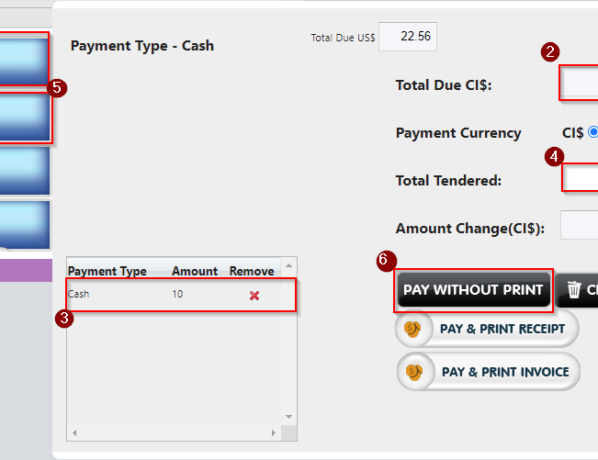 Payment Type - Cash
Total Due US$ 22.56
2
Total Due CI$:
5
Payment Currency CI$
4
Total Tendered:
Amount Change(CI$):
6
Payment Type Amount Remove
Cash 10
3
PAY WITHOUT PRINT
PAY & PRINT RECEIPT
PAY & PRINT INVOICE